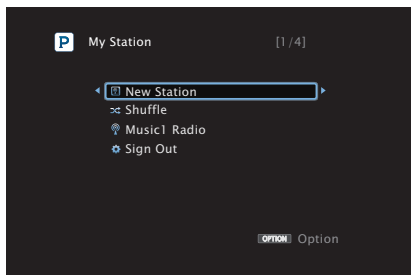 P My Station [1/4]
New Station
Shuffle
Music1 Radio
Sign Out
OPTION Option